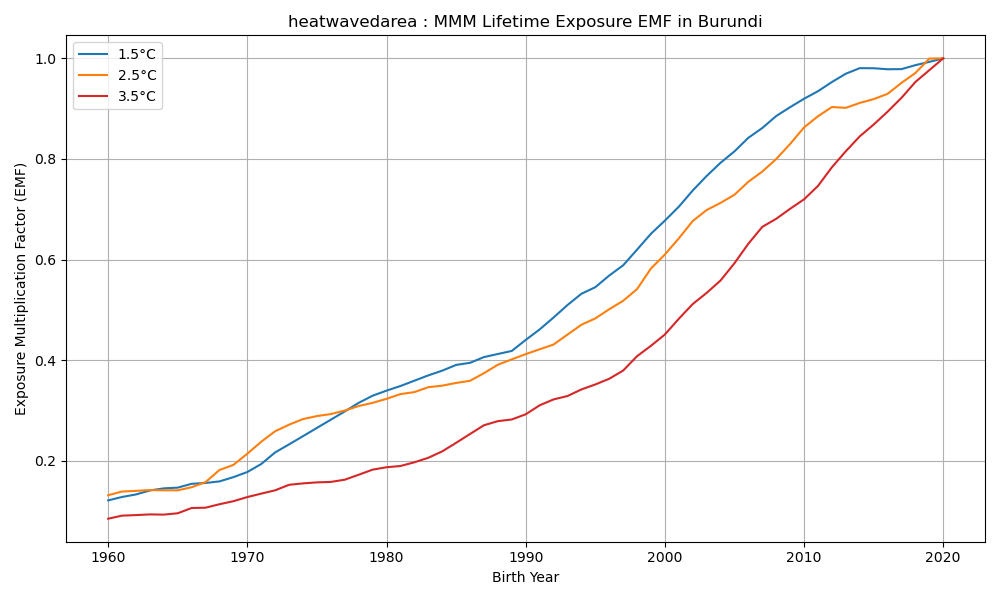 heatwavedarea : MMM Lifetime Exposure EMF in Burundi
1.5°C
2.5°C
3.5°C
Exposure Multiplication Factor (EMF)
1.0
0.8
0.6
0.4
0.2
1960 1970 1980 1990 2000 2010 2020
Birth Year